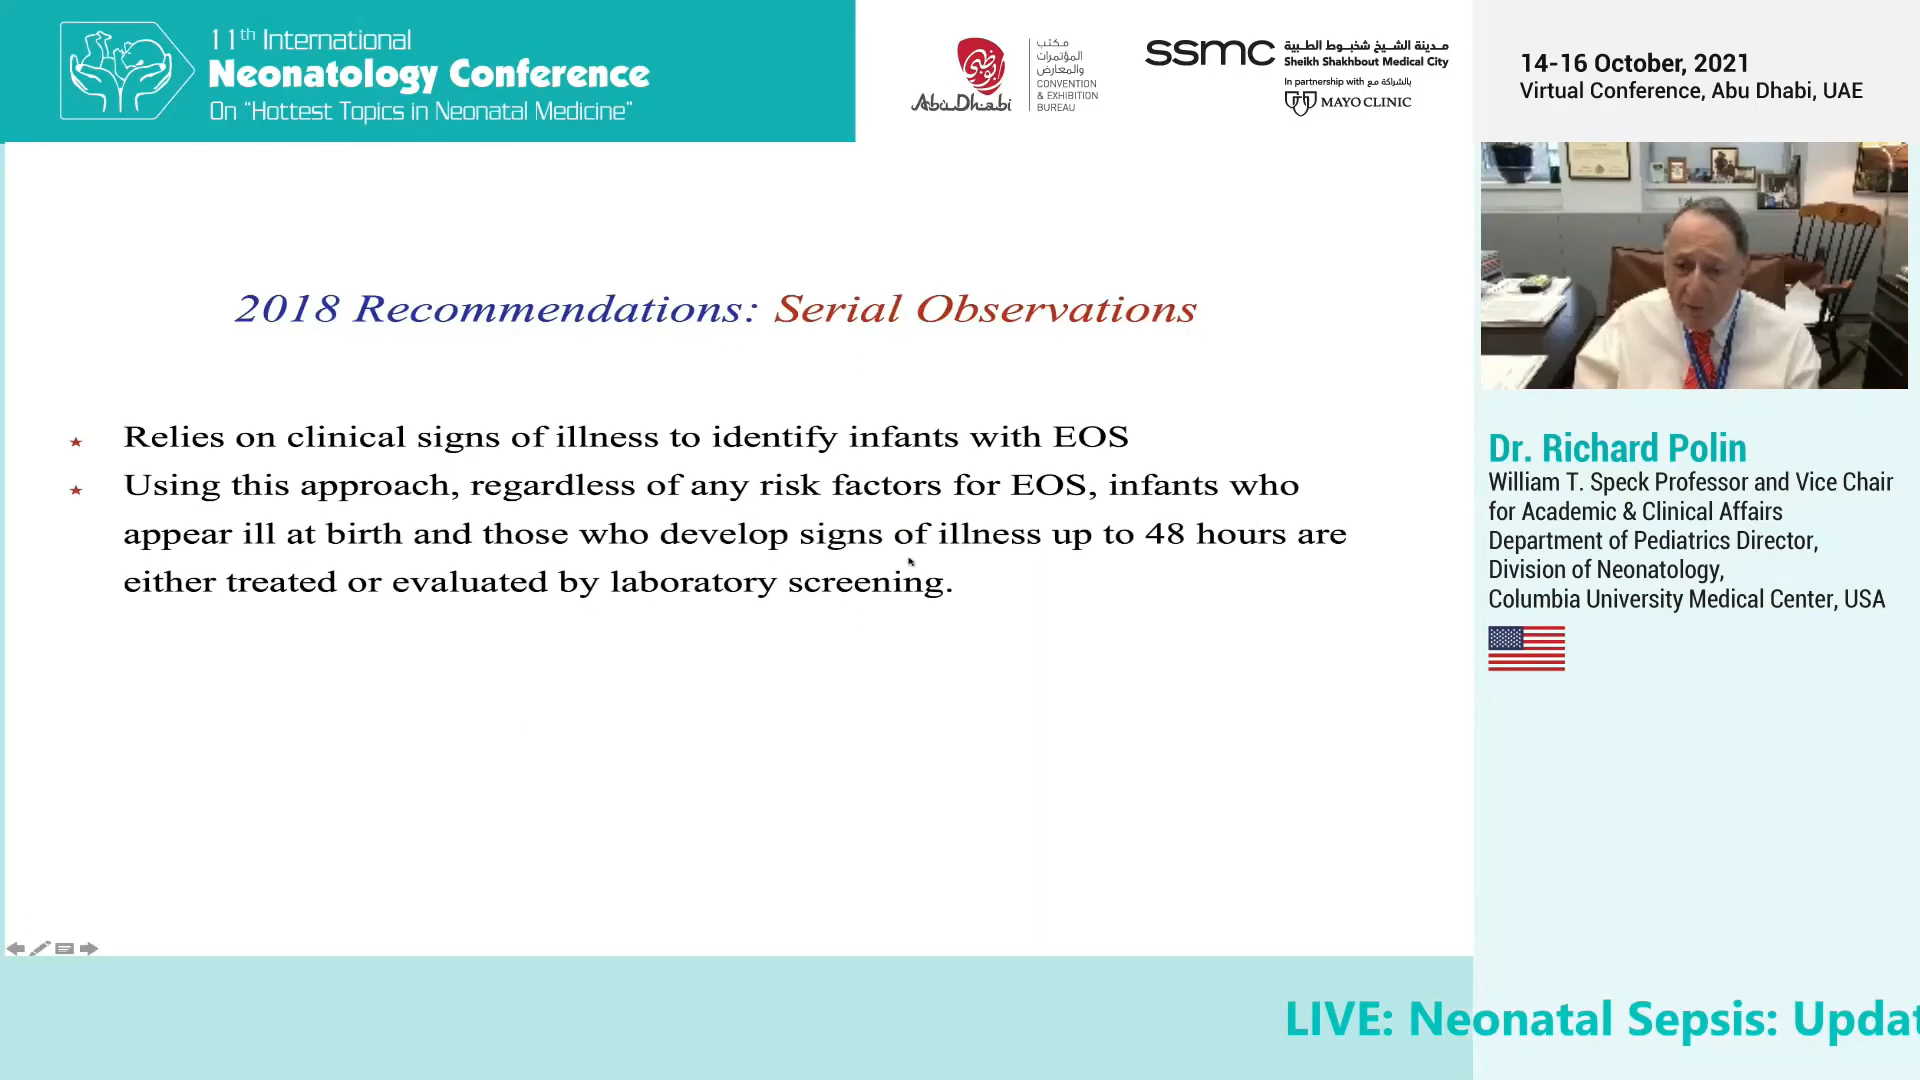 11th International
Neonatology Conference
On "Hottest Topics in Neonatal Medicine"
أبوظبي
AbuDhabi
مكتب
المؤتمرات
والمعارض
CONVENTION
& EXHIBITION
BUREAU
ssmc
مدينة الشيخ شخبوط الطبية
Sheikh Shakhbout Medical City
In partnership with بالشراكة مع
MAYO CLINIC
14-16 October, 2021
Virtual Conference, Abu Dhabi, UAE
2018 Recommendations: Serial Observations
Relies on clinical signs of illness to identify infants with EOS
Using this approach, regardless of any risk factors for EOS, infants who
appear ill at birth and those who develop signs of illness up to 48 hours are
either treated or evaluated by laboratory screening.
Dr. Richard Polin
William T. Speck Professor and Vice Chair
for Academic & Clinical Affairs
Department of Pediatrics Director,
Division of Neonatology,
Columbia University Medical Center, USA
LIVE: Neonatal Sepsis: Updat